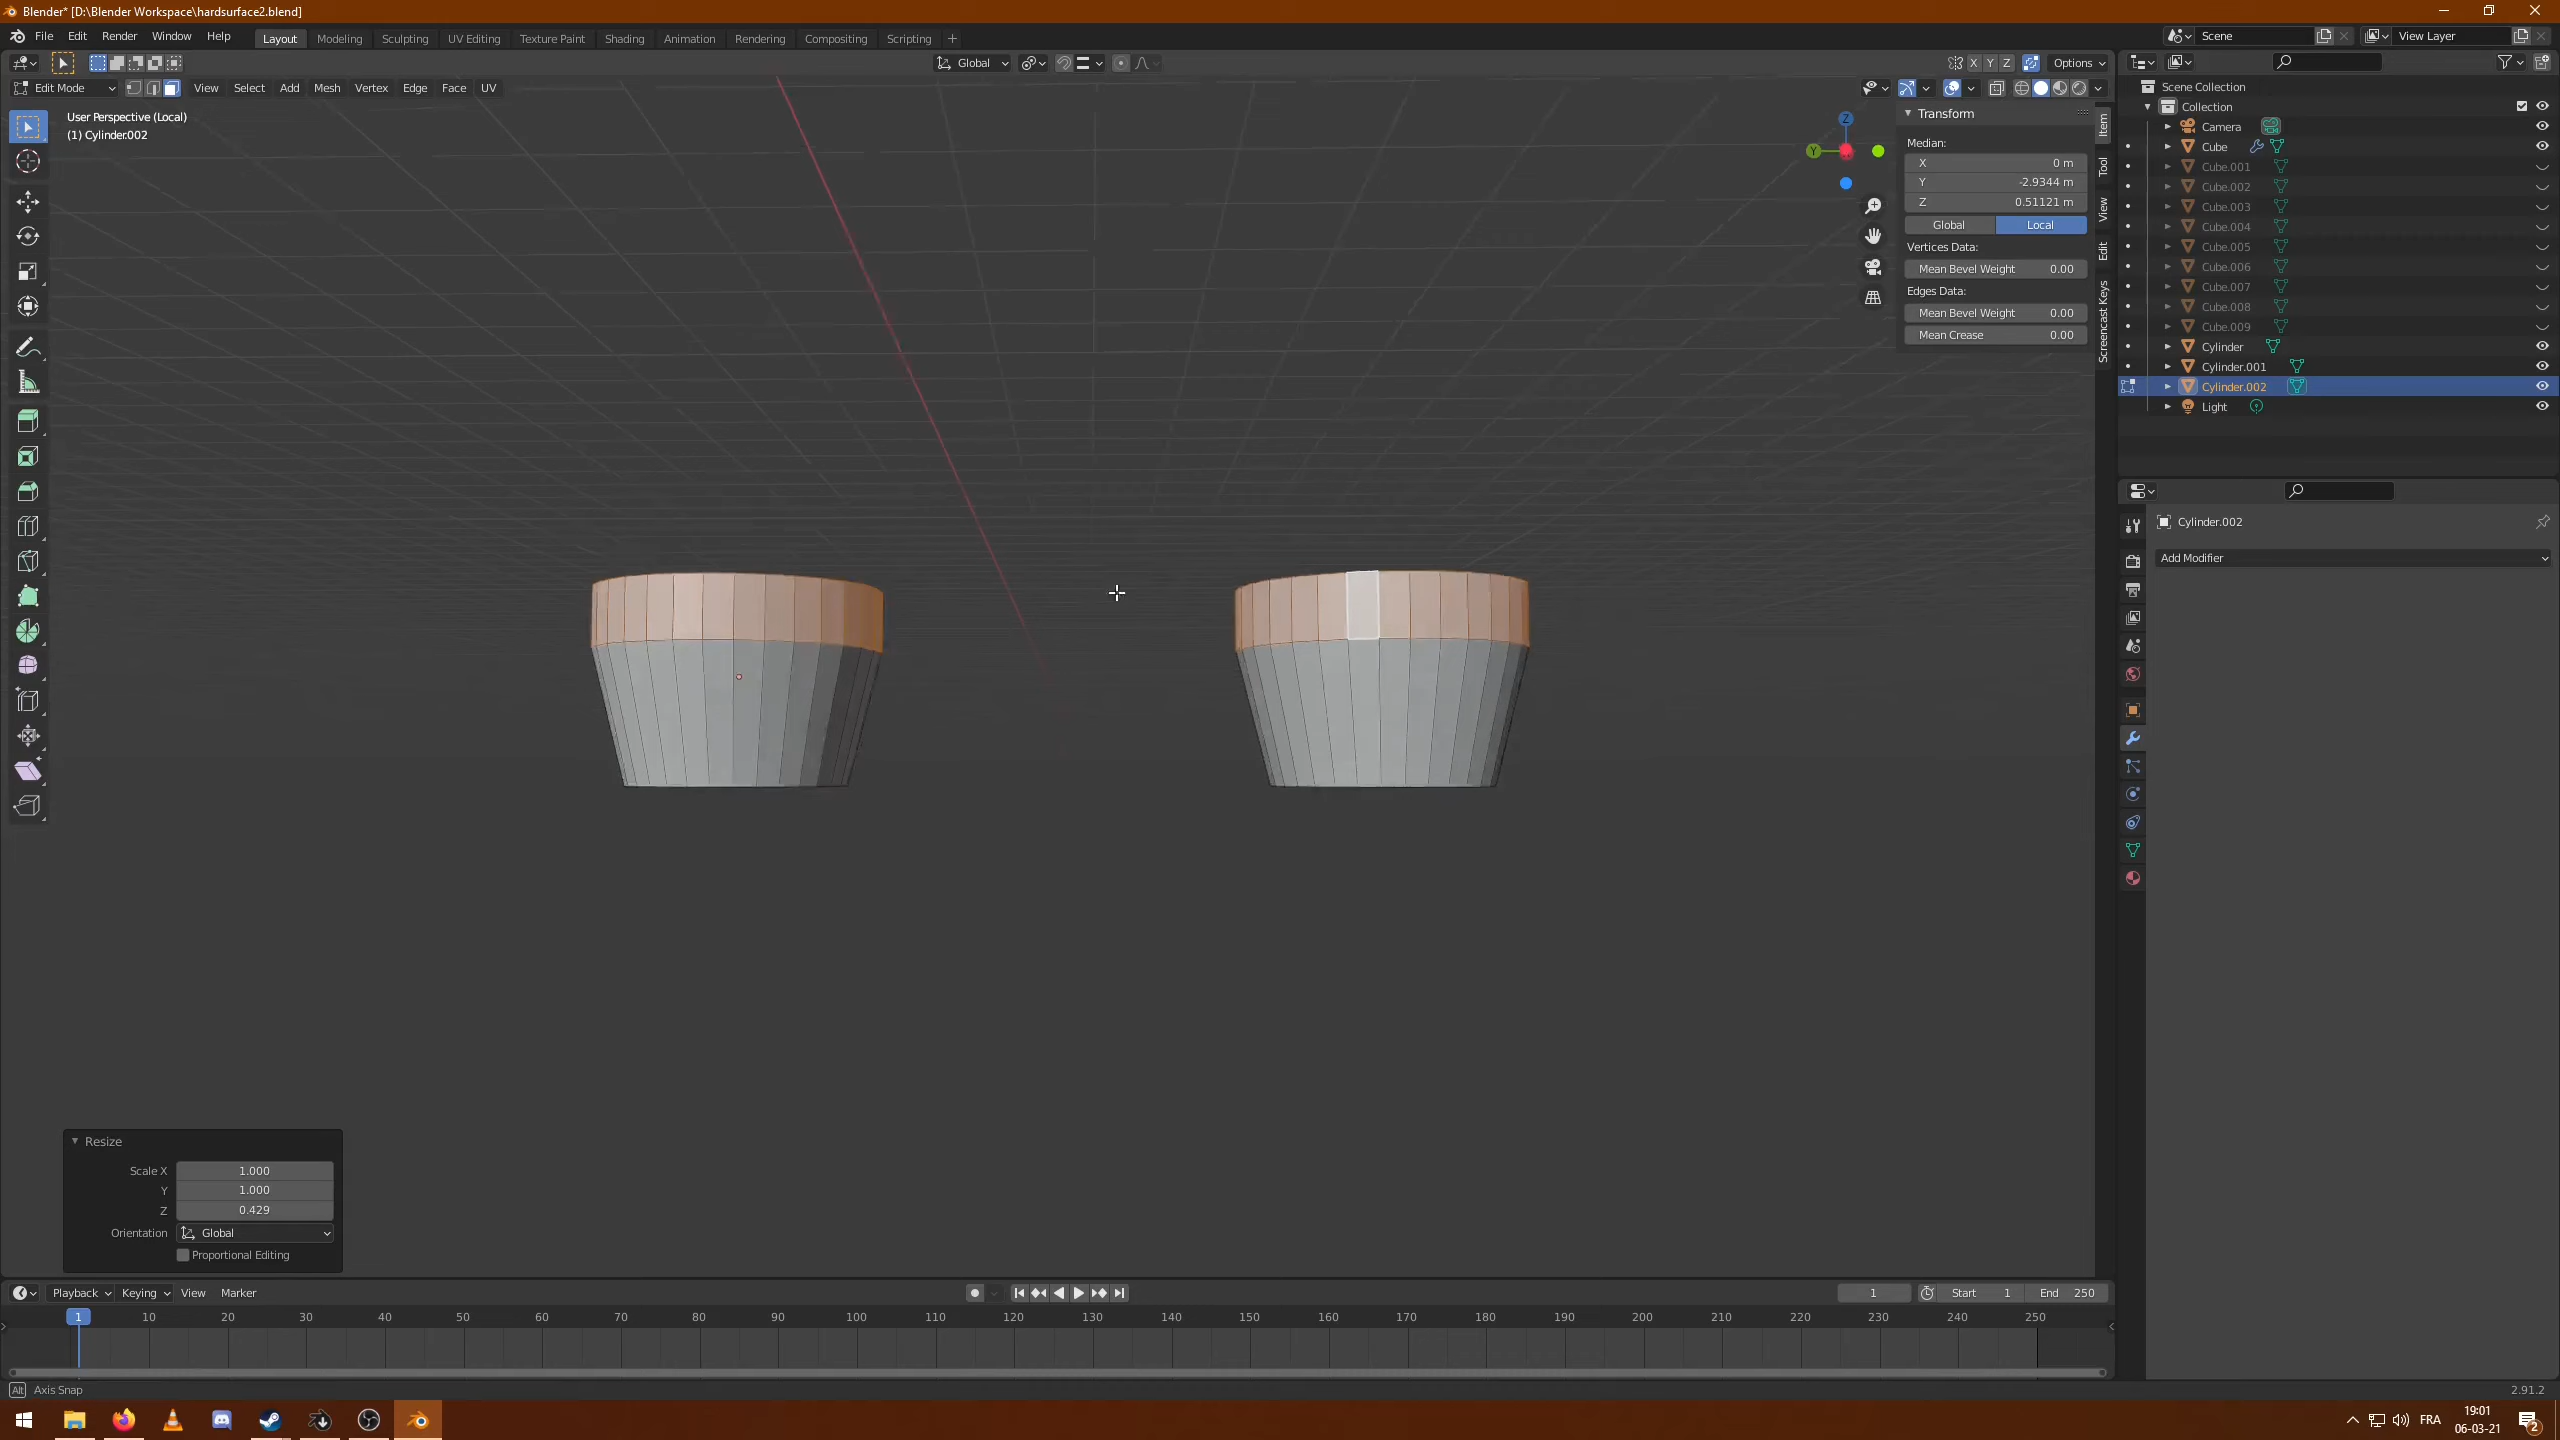 Blender* [D:\Blender Workspace\hardsurface2.blend]
File Edit Render Window Help Layout Modeling Sculpting UV Editing Texture Paint Shading Animation Rendering Compositing Scripting +
Scene View Layer
Global X Y Z Options
Edit Mode View Select Add Mesh Vertex Edge Face UV
User Perspective (Local)
(1) Cylinder.002
Z
Y
Transform
Median:
X 0 m
Y -2.9344 m
Z 0.51121 m
Global Local
Vertices Data:
Mean Bevel Weight 0.00
Edges Data:
Mean Bevel Weight 0.00
Mean Crease 0.00
Item
Tool
View
Edit
Screencast Keys
Scene Collection
Collection
Camera
Cube
Cube.001
Cube.002
Cube.003
Cube.004
Cube.005
Cube.006
Cube.007
Cube.008
Cube.009
Cylinder
Cylinder.001
Cylinder.002
Light
Cylinder.002
Add Modifier
Resize
Scale X 1.000
Y 1.000
Z 0.429
Orientation Global
Proportional Editing
Playback Keying View Marker 1 Start 1 End 250
1 10 20 30 40 50 60 70 80 90 100 110 120 130 140 150 160 170 180 190 200 210 220 230 240 250
Alt Axis Snap 2.91.2
FRA 19:01
06-03-21
2